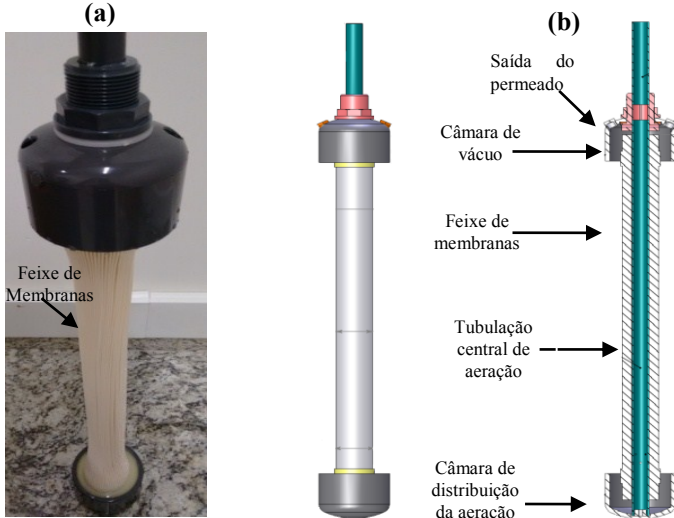 (a)
Feixe de
Membranas
(b)
Saída do
permeado
Câmara de
vácuo
Feixe de
membranas
Tubulação
central de
aeração
Câmara de
distribuição
da aeração